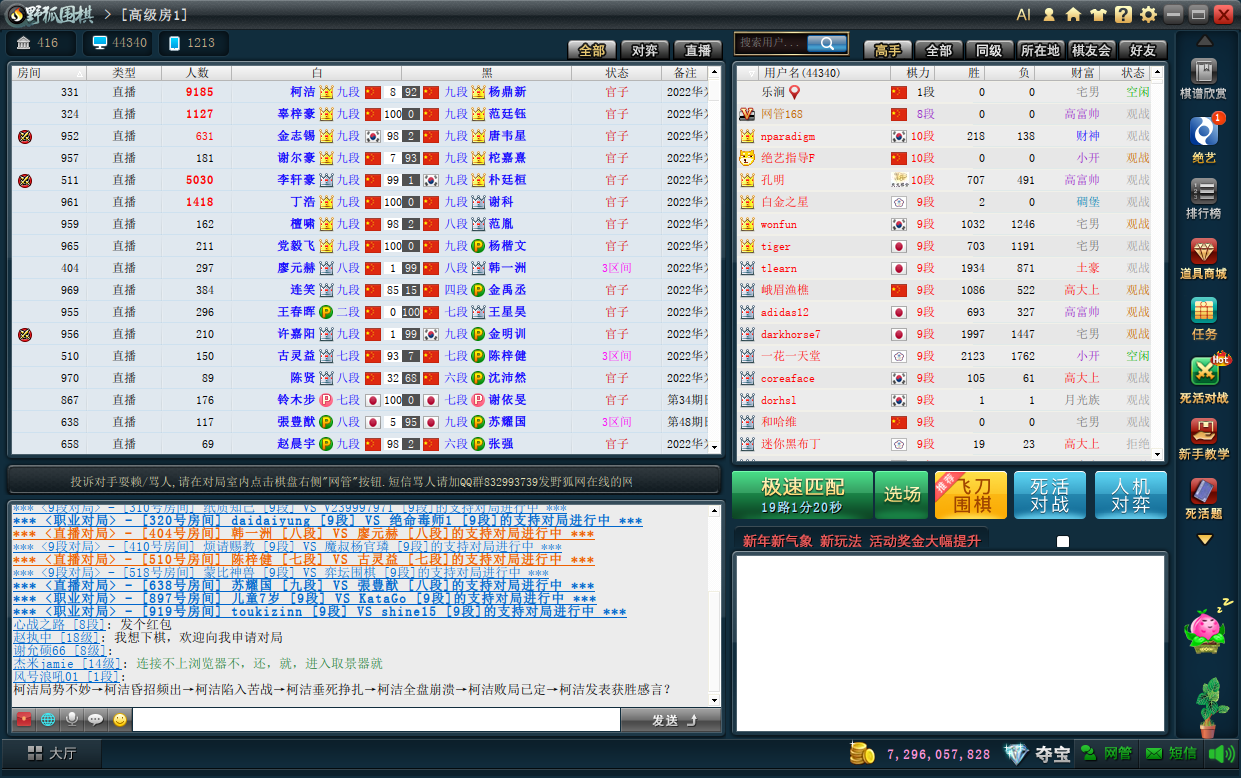 野狐围棋 > [高级房1] AI
416 44340 1213 全部 对弈 直播 搜索用户... 高手 全部 同级 所在地 棋友会 好友
房间 类型 人数 白 黑 状态 备注
331 直播 9185 柯洁 九段 8 92 九段 杨鼎新 官子 2022华
324 直播 1127 辜梓豪 九段 100 0 九段 范廷钰 官子 2022华
952 直播 631 金志锡 九段 98 2 九段 唐韦星 官子 2022华
957 直播 181 谢尔豪 九段 7 93 九段 柁嘉熹 官子 2022华
511 直播 5030 李轩豪 九段 99 1 九段 朴廷桓 官子 2022华
961 直播 1418 丁浩 九段 100 0 九段 谢科 官子 2022华
959 直播 162 檀啸 九段 98 2 八段 范胤 官子 2022华
965 直播 211 党毅飞 九段 100 0 九段 杨楷文 官子 2022华
404 直播 297 廖元赫 八段 1 99 八段 韩一洲 3区间 2022华
969 直播 384 连笑 九段 85 15 四段 金禹丞 官子 2022华
955 直播 296 王春晖 二段 0 100 七段 王星昊 官子 2022华
956 直播 210 许嘉阳 九段 1 99 九段 金明训 官子 2022华
510 直播 150 古灵益 七段 93 7 七段 陈梓健 3区间 2022华
970 直播 89 陈贤 八段 32 68 六段 沈沛然 官子 2022华
867 直播 176 铃木步 七段 100 0 七段 谢依旻 官子 第34期
638 直播 117 張豊猷 八段 5 95 九段 苏耀国 3区间 第48期
658 直播 69 赵晨宇 八段 98 2 六段 张强 官子 2022华
用户名(44340) 棋力 胜 负 财富 状态
乐涧 1段 0 0 宅男 空闲
网管168 8段 0 0 高富帅 观战
nparadigm 10段 218 138 财神 观战
绝艺指导F 10段 0 0 小开 观战
孔明 10段 707 491 高富帅 观战
白金之星 9段 2 0 碉堡 观战
wonfun 9段 1032 1246 宅男 观战
tiger 9段 703 1191 宅男 观战
tlearn 9段 1934 871 土豪 观战
峨眉渔樵 9段 1086 522 高大上 观战
adidas12 9段 693 327 高富帅 观战
darkhorse7 9段 1997 1447 宅男 观战
一花一天堂 9段 2123 1762 小开 空闲
coreaface 9段 105 61 高大上 观战
dorhsl 9段 1 1 月光族 观战
和哈维 9段 0 0 宅男 观战
迷你黑布丁 9段 19 23 高大上 拒绝
棋谱欣赏
1
绝艺
排行榜
道具商城
任务
Hot
死活对战
新手教学
死活题
投诉对手耍赖/骂人,请在对局室内点击棋盘右侧"网管"按钮.短信骂人请加QQ群832993739发野狐网在线的网
极速匹配 选场 推荐 飞刀 死活 人机
19路1分20秒 围棋 对战 对弈
新年新气象 新玩法 活动奖金大幅提升
*** <9段对局> - [310号房间] 纸质知己 [9段] VS v239997971 [9段]的支持对局进行中 ***
*** <职业对局> - [320号房间] daidaiyung [9段] VS 绝命毒师1 [9段]的支持对局进行中 ***
*** <直播对局> - [404号房间] 韩一洲 [八段] VS 廖元赫 [八段]的支持对局进行中 ***
*** <9段对局> - [410号房间] 烦请赐教 [9段] VS 魔叔杨官璘 [9段]的支持对局进行中 ***
*** <直播对局> - [510号房间] 陈梓健 [七段] VS 古灵益 [七段]的支持对局进行中 ***
*** <9段对局> - [518号房间] 蒙比神兽 [9段] VS 弈坛围棋 [9段]的支持对局进行中 ***
*** <直播对局> - [638号房间] 苏耀国 [九段] VS 張豊猷 [八段]的支持对局进行中 ***
*** <职业对局> - [897号房间] 儿童7岁 [9段] VS KataGo [9段]的支持对局进行中 ***
*** <职业对局> - [919号房间] toukizinn [9段] VS shine15 [9段]的支持对局进行中 ***
心战之路 [8段]: 发个红包
赵执中 [18级]: 我想下棋，欢迎向我申请对局
谢允硕66 [8级]:
杰米jamie [14级]: 连接不上浏览器不，还，就，进入取景器就
风号浪吼01 [1段]:
柯洁局势不妙→柯洁昏招频出→柯洁陷入苦战→柯洁垂死挣扎→柯洁全盘崩溃→柯洁败局已定→柯洁发表获胜感言?
发送
大厅 7,296,057,828 夺宝 网管 短信